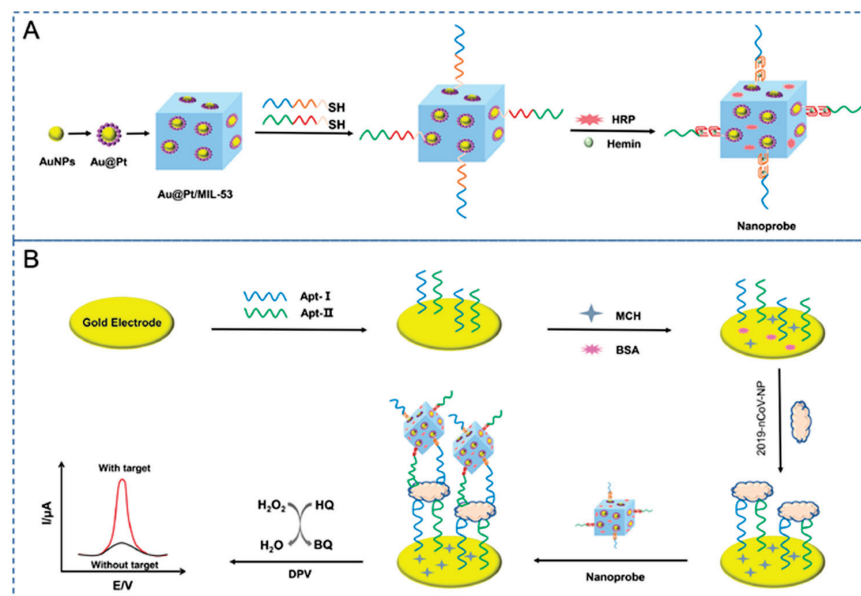 A
SH
SH
HRP
Hemin
AuNPs
Au@Pt
Au@Pt/MIL-53
Nanoprobe
B
Gold Electrode
Apt-Ⅰ
Apt-Ⅱ
MCH
BSA
2019-nCoV-NP
Nanoprobe
H₂O₂
HQ
H₂O
BQ
DPV
I/μA
With target
Without target
E/V